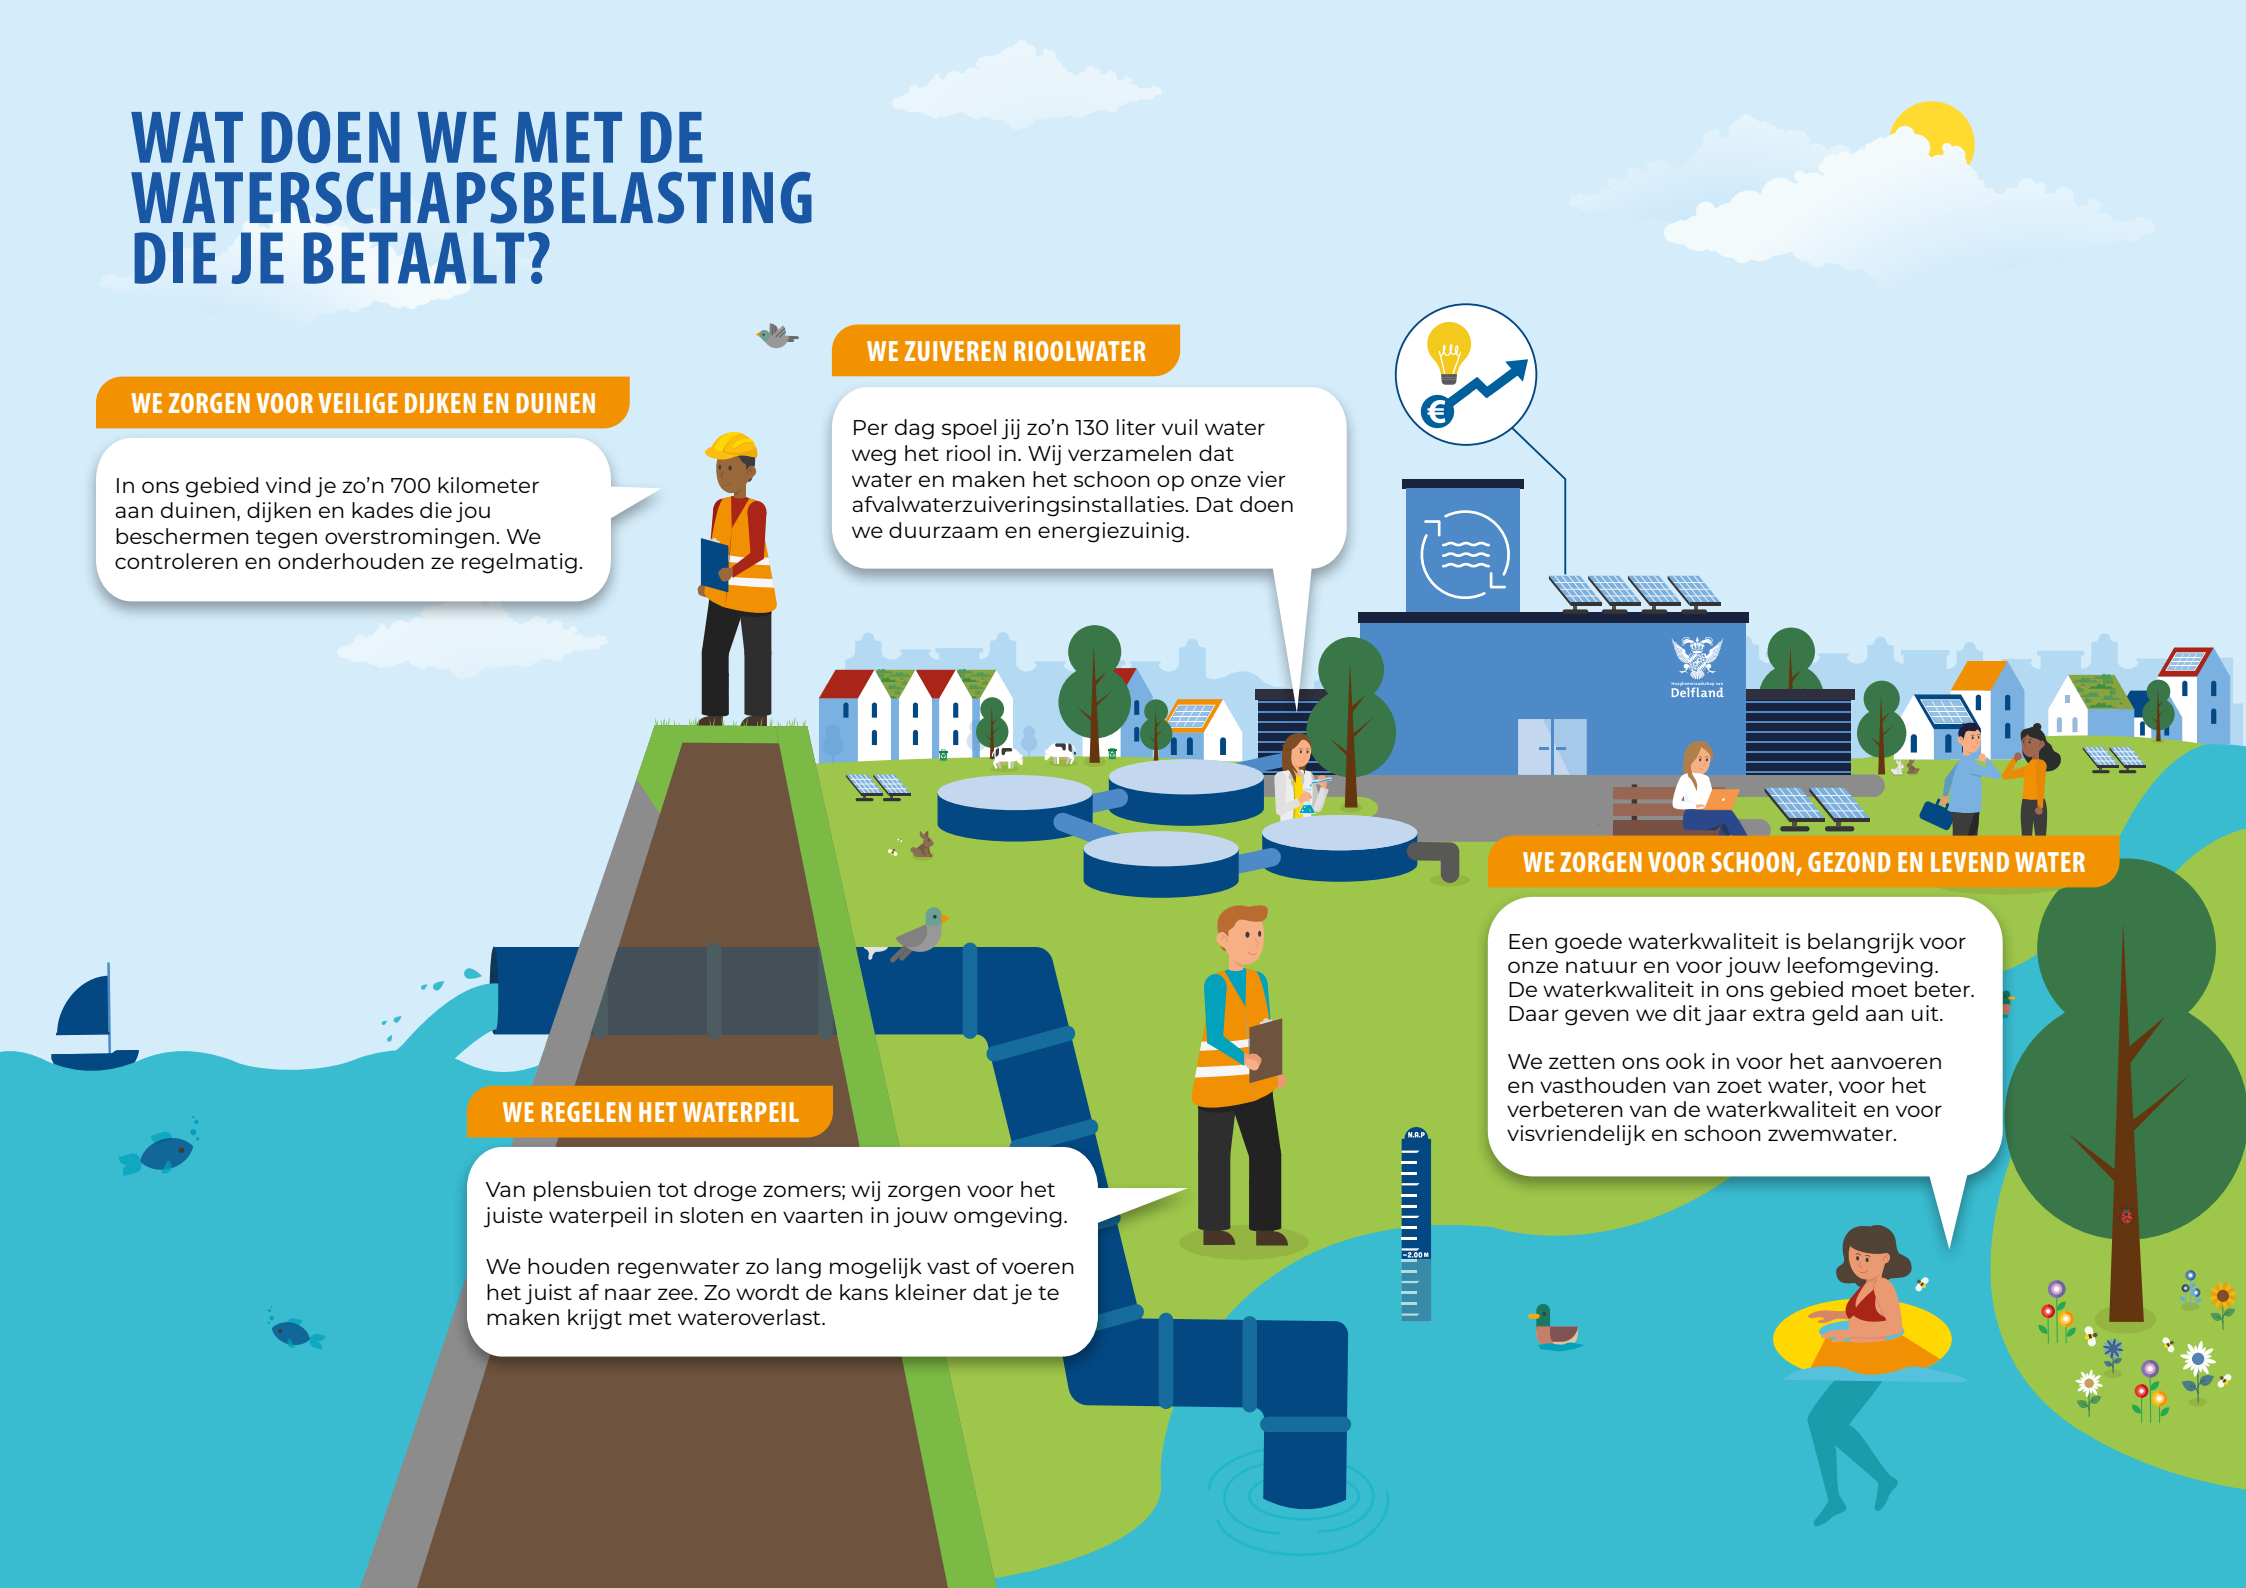 WAT DOEN WE MET DE
WATERSCHAPSBELASTING
DIE JE BETAALT?
WE ZORGEN VOOR VEILIGE DIJKEN EN DUINEN
In ons gebied vind je zo’n 700 kilometer
aan duinen, dijken en kades die jou
beschermen tegen overstromingen. We
controleren en onderhouden ze regelmatig.
WE ZUIVEREN RIOOLWATER
Per dag spoel jij zo’n 130 liter vuil water
weg het riool in. Wij verzamelen dat
water en maken het schoon op onze vier
afvalwaterzuiveringsinstallaties. Dat doen
we duurzaam en energiezuinig.
€
Hoogheemraadschap van
Delfland
WE ZORGEN VOOR SCHOON, GEZOND EN LEVEND WATER
Een goede waterkwaliteit is belangrijk voor
onze natuur en voor jouw leefomgeving.
De waterkwaliteit in ons gebied moet beter.
Daar geven we dit jaar extra geld aan uit.
We zetten ons ook in voor het aanvoeren
en vasthouden van zoet water, voor het
verbeteren van de waterkwaliteit en voor
visvriendelijk en schoon zwemwater.
WE REGELEN HET WATERPEIL
Van plensbuien tot droge zomers; wij zorgen voor het
juiste waterpeil in sloten en vaarten in jouw omgeving.
We houden regenwater zo lang mogelijk vast of voeren
het juist af naar zee. Zo wordt de kans kleiner dat je te
maken krijgt met wateroverlast.
N.A.P
-2.00 M